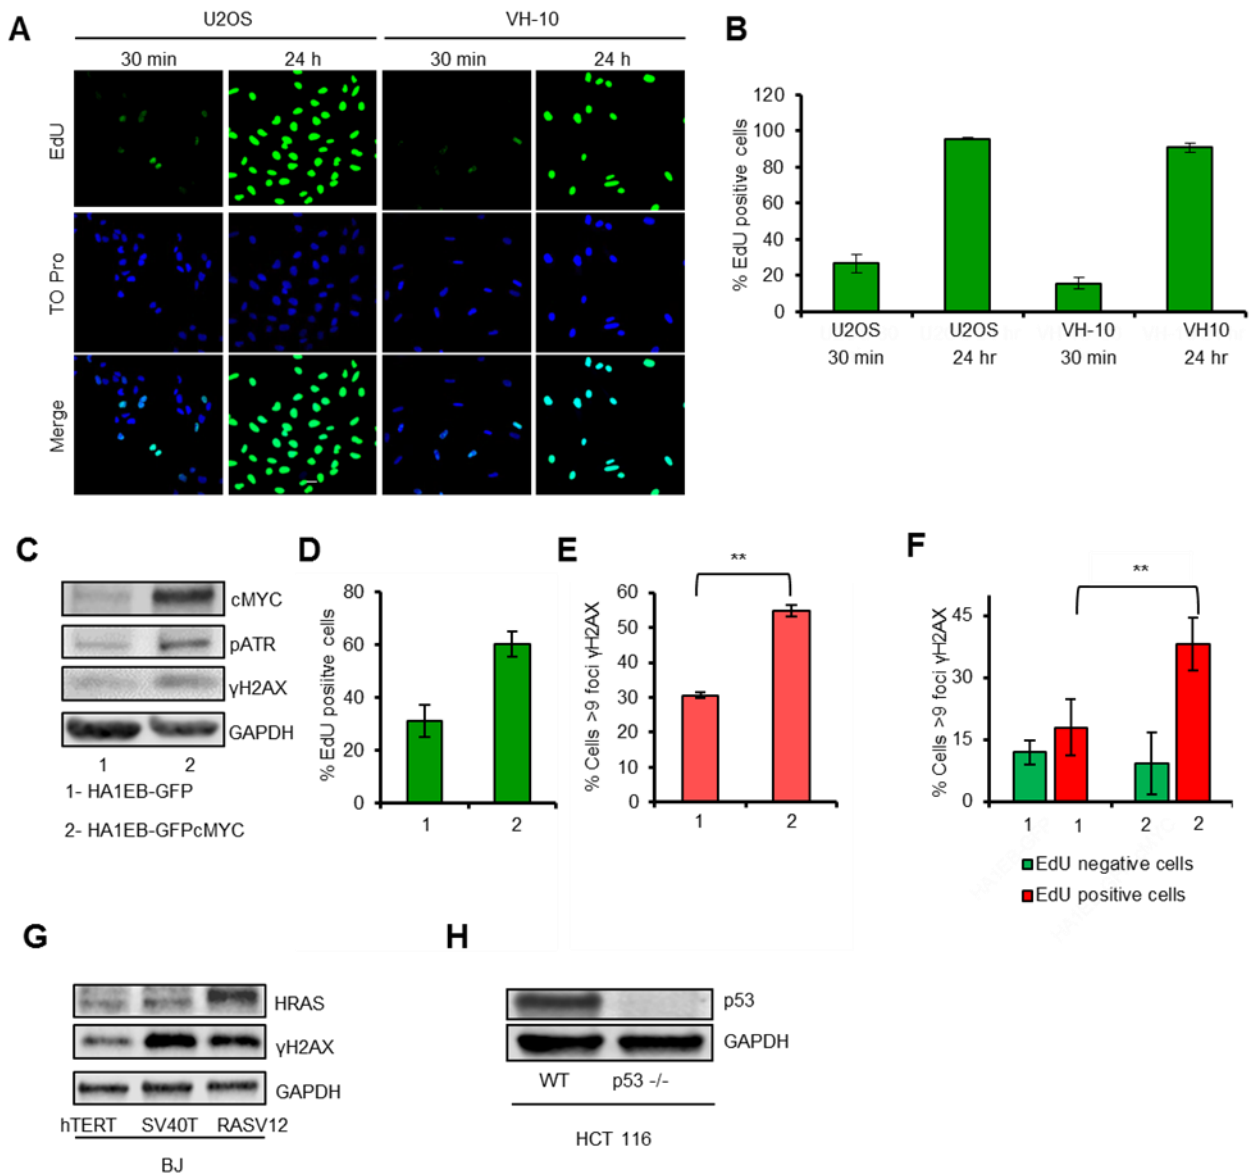 A
U2OS
VH-10
30 min
24 h
30 min
24 h
EdU
TO Pro
Merge
B
% EdU positive cells
120
100
80
60
40
20
0
U2OS
30 min
U2OS
24 hr
VH-10
30 min
VH10
24 hr
C
cMYC
pATR
γH2AX
GAPDH
1 2
1- HA1EB-GFP
2- HA1EB-GFPcMYC
D
% EdU posiitve cells
80
60
40
20
0
1 2
E
**
% Cells >9 foci γH2AX
60
50
40
30
20
10
0
1 2
F
**
% Cells >9 foci γH2AX
45
30
15
0
1 1 2 2
EdU negative cells
EdU positive cells
G
HRAS
γH2AX
GAPDH
hTERT SV40T RASV12
BJ
H
p53
GAPDH
WT p53 -/-
HCT 116